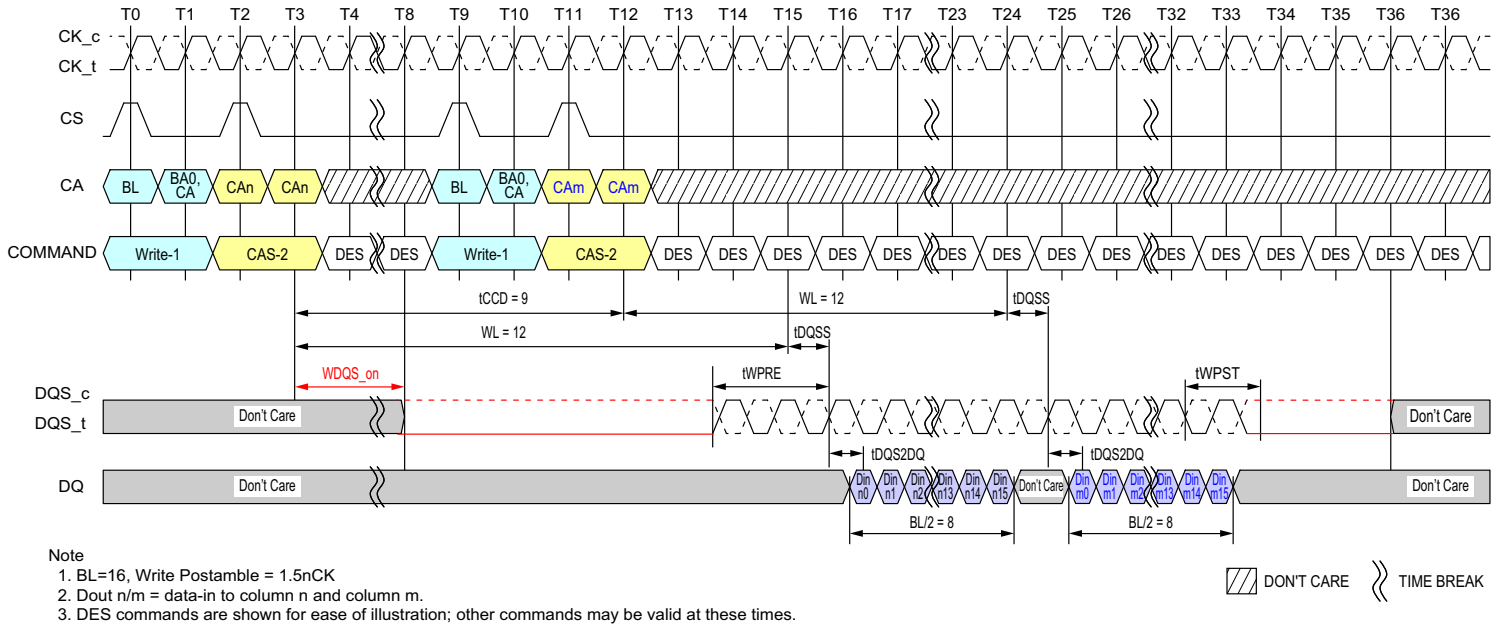 T0 T1 T2 T3 T4 T8 T9 T10 T11 T12 T13 T14 T15 T16 T17 T23 T24 T25 T26 T32 T33 T34 T35 T36 T36
CK_c
CK_t
CS
CA BL BA0, CA CAn CAn BL BA0, CA CAm CAm
COMMAND Write-1 CAS-2 DES DES Write-1 CAS-2 DES DES DES DES DES DES DES DES DES DES DES DES DES DES DES
tCCD = 9 WL = 12 tDQSS
WL = 12 tDQSS
WDQS_on tWPRE tWPST
DQS_c
DQS_t Don't Care Don't Care
tDQS2DQ tDQS2DQ
DQ Don't Care Din n0 Din n1 Din n2 Din n13 Din n14 Din n15 Don't Care Din m0 Din m1 Din m2 Din m13 Din m14 Din m15 Don't Care
BL/2 = 8 BL/2 = 8
Note
1. BL=16, Write Postamble = 1.5nCK
2. Dout n/m = data-in to column n and column m.
3. DES commands are shown for ease of illustration; other commands may be valid at these times.
DON'T CARE TIME BREAK